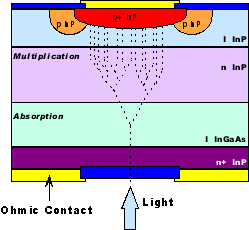 p InP p+ InP p InP
I InP
Multiplication
n InP
Absorption
I InGaAs
n+ InP
Ohmic Contact
Light